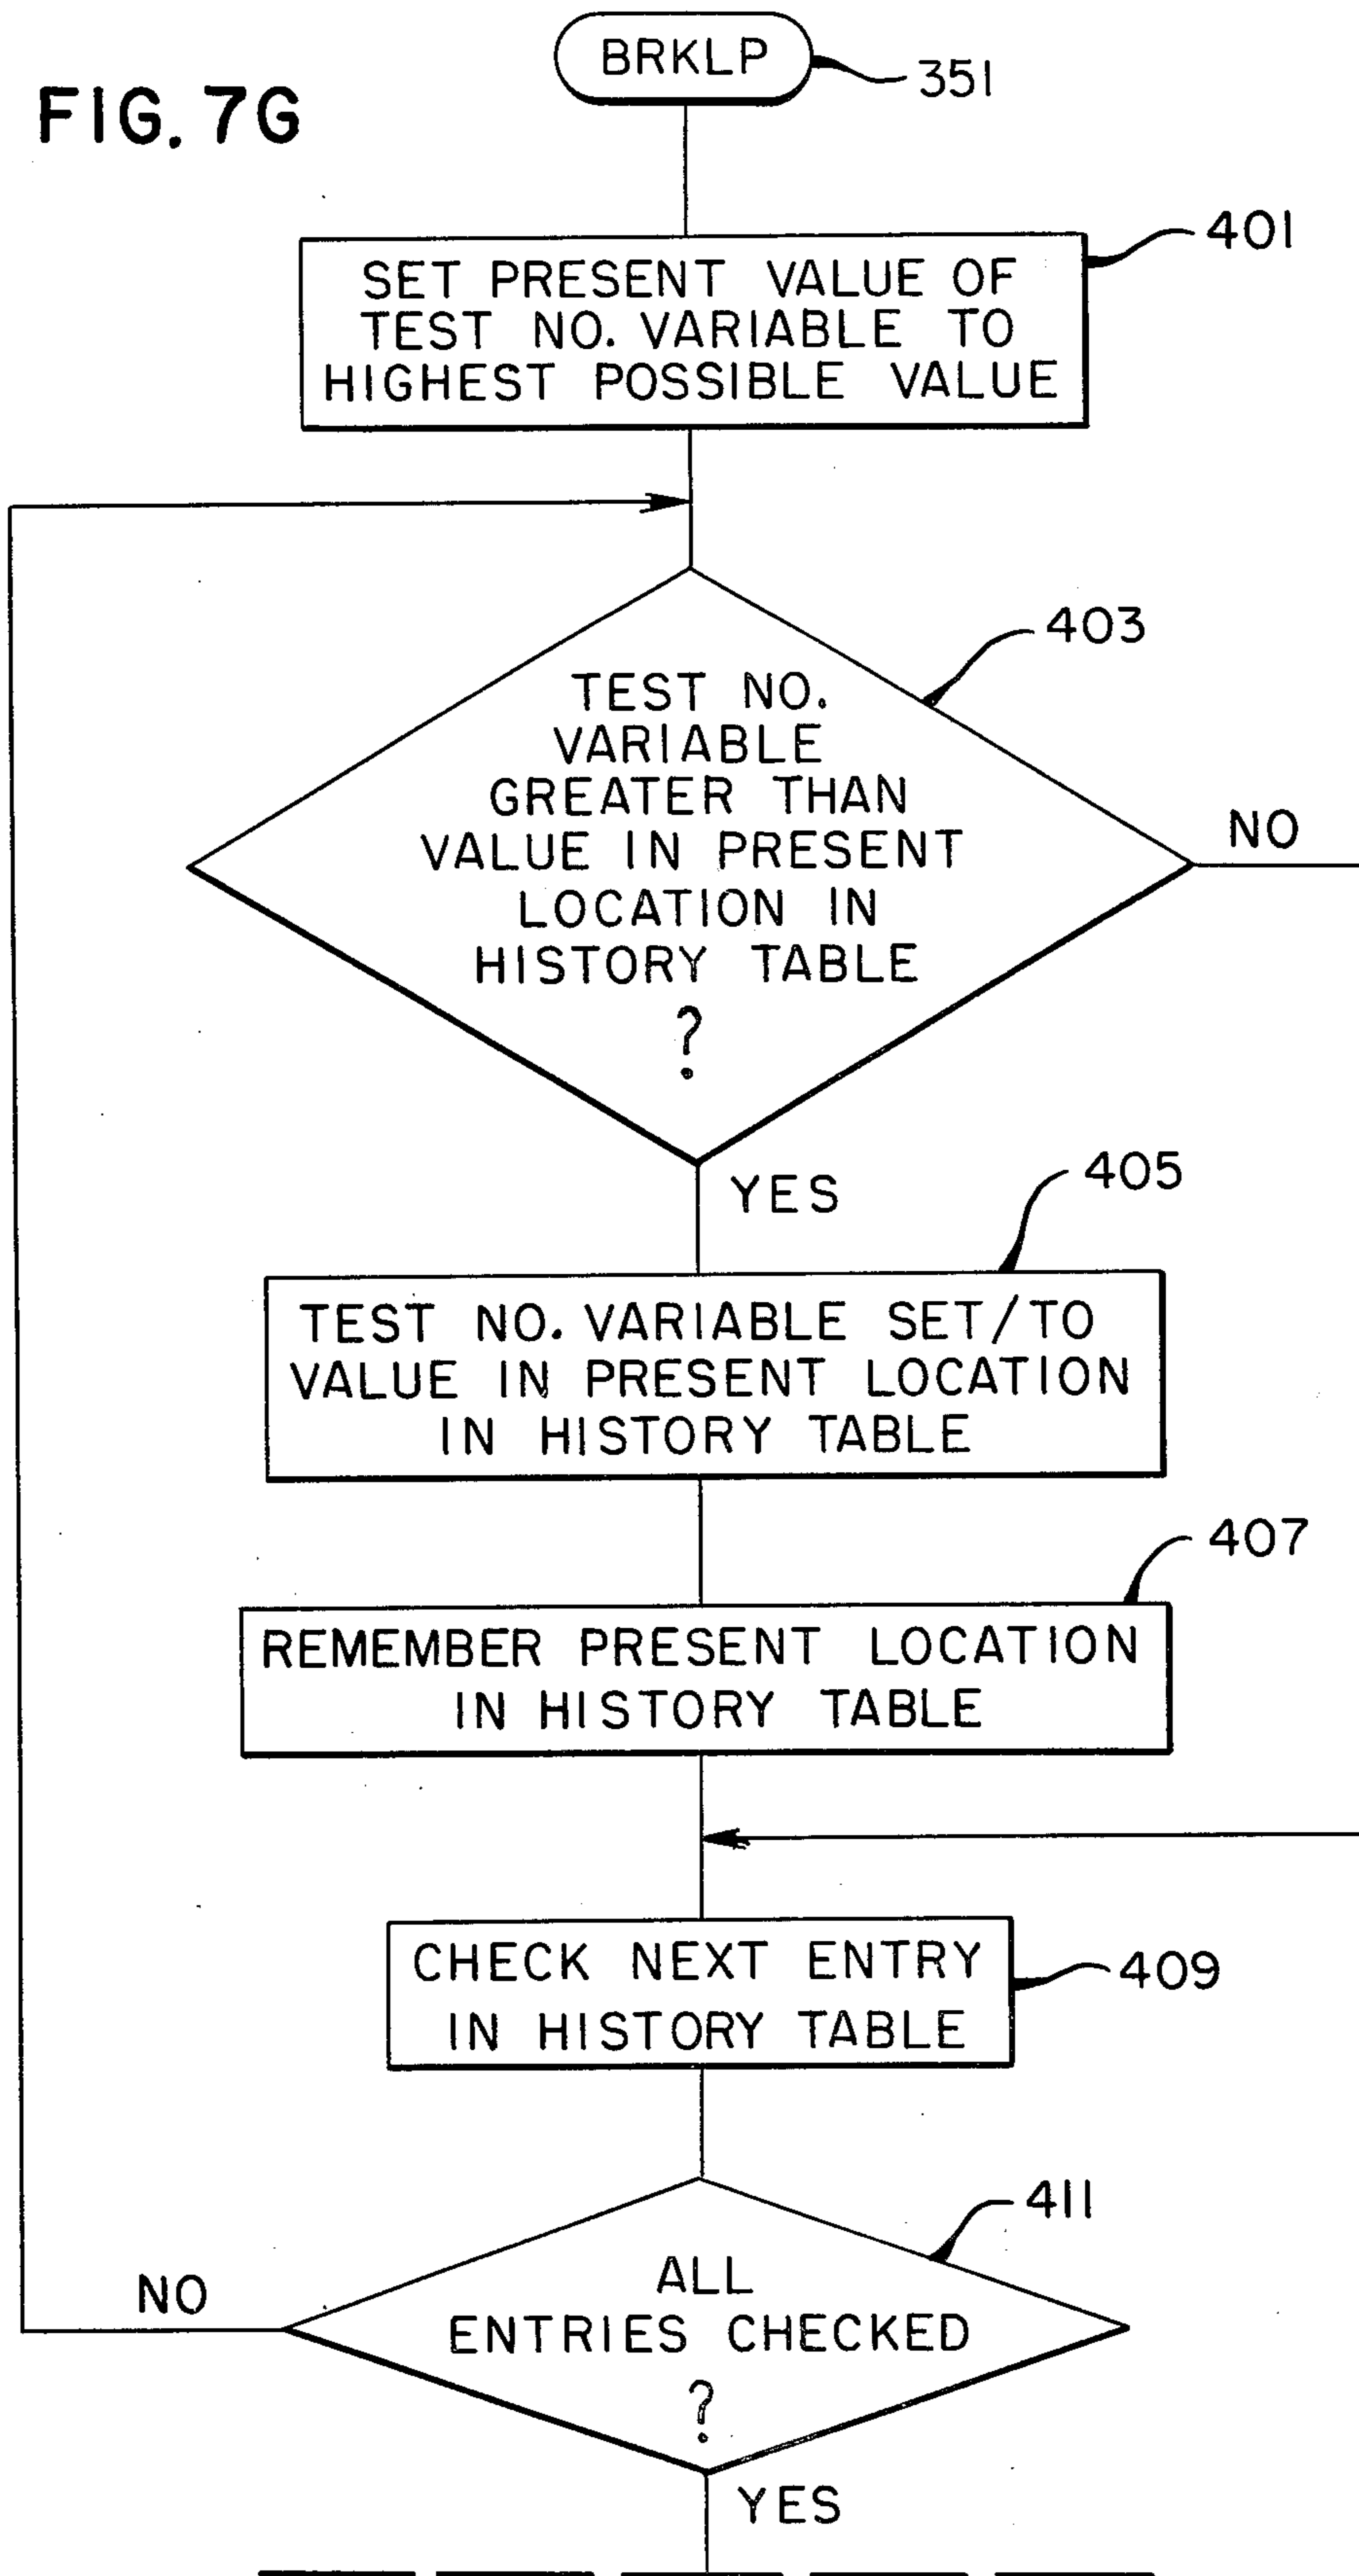 BRKLP
351
FIG. 7G
401
SET PRESENT VALUE OF
TEST NO. VARIABLE TO
HIGHEST POSSIBLE VALUE
403
TEST NO.
VARIABLE
GREATER THAN
VALUE IN PRESENT
LOCATION IN
HISTORY TABLE
?
NO
YES
405
TEST NO. VARIABLE SET/TO
VALUE IN PRESENT LOCATION
IN HISTORY TABLE
407
REMEMBER PRESENT LOCATION
IN HISTORY TABLE
CHECK NEXT ENTRY
IN HISTORY TABLE
409
411
ALL
ENTRIES CHECKED
?
NO
YES